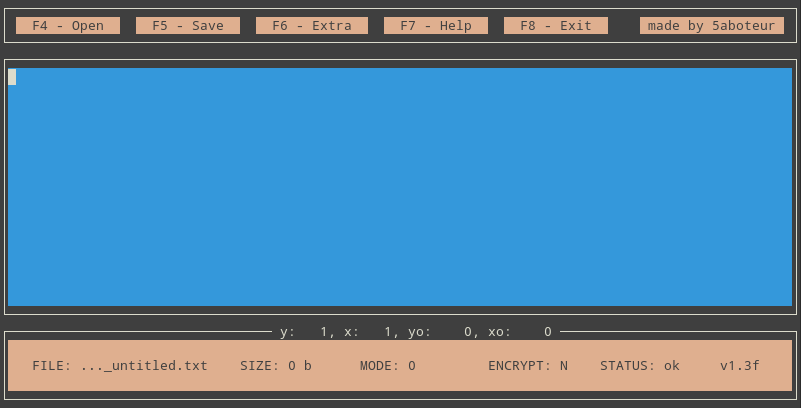 F4 - Open F5 - Save F6 - Extra F7 - Help F8 - Exit made by 5aboteur
y: 1, x: 1, yo: 0, xo: 0
FILE: ..._untitled.txt SIZE: 0 b MODE: O ENCRYPT: N STATUS: ok v1.3f